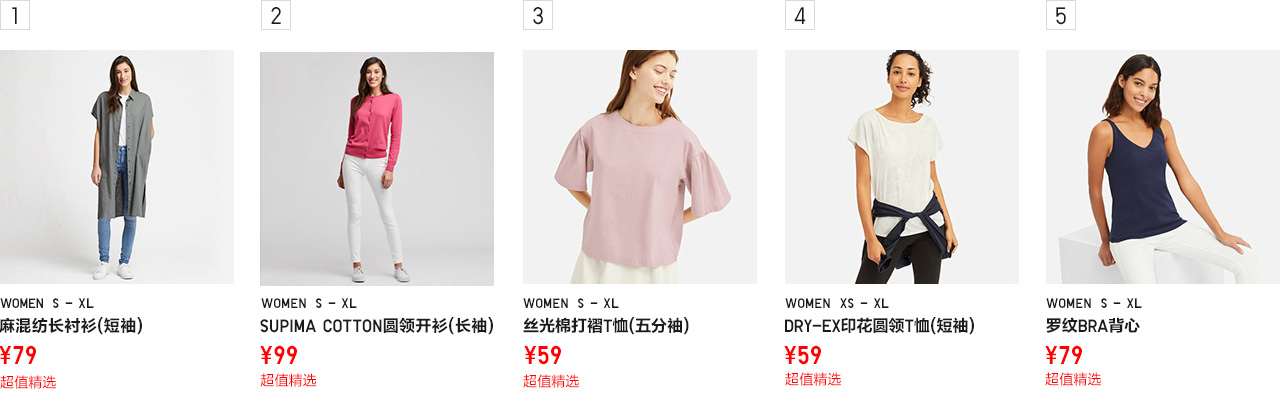 1
2
3
4
5
WOMEN S - XL
麻混纺长衬衫(短袖)
¥79
超值精选
WOMEN S - XL
SUPIMA COTTON圆领开衫(长袖)
¥99
超值精选
WOMEN S - XL
丝光棉打褶T恤(五分袖)
¥59
超值精选
WOMEN XS - XL
DRY-EX印花圆领T恤(短袖)
¥59
超值精选
WOMEN S - XL
罗纹BRA背心
¥79
超值精选